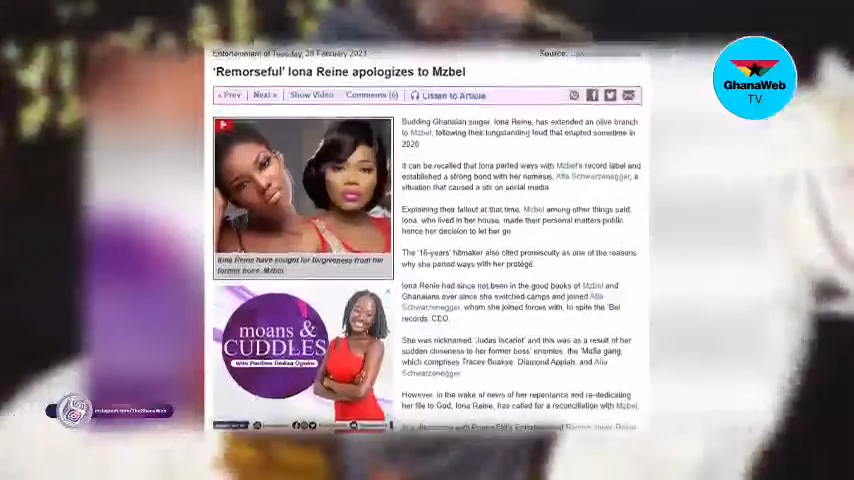 Entertainment of Tuesday, 28 February 2023
Source:
'Remorseful' Iona Reine apologizes to Mzbel
« Prev
Next »
Show Video
Comments (6)
Listen to Article
Budding Ghanaian singer, Iona Reine, has extended an olive branch
to Mzbel, following their longstanding feud that erupted sometime in
2020
It can be recalled that Iona parted ways with Mzbel's record label and
established a strong bond with her nemesis, Afia Schwarzenegger, a
situation that caused a stir on social media
Explaining their fallout at that time, Mzbel among other things said,
Iona, who lived in her house, made their personal matters public
hence her decision to let her go
The '16-years' hitmaker also cited promiscuity as one of the reasons
why she parted ways with her protégé.
Iona Reine had since not been in the good books of Mzbel and
Ghanaians ever since she switched camps and joined Afia
Schwarzenegger, whom she joined forces with, to spite the 'Bel
records' CEO.
She was nicknamed 'Judas Iscariot' and this was as a result of her
sudden closeness to her former boss' enemies, the 'Mafia gang,
which comprises Tracey Boakye, Diamond Appiah, and Afia
Schwarzenegger
However, in the wake of news of her repentance and re-dedicating
her life to God, Iona Reine, has called for a reconciliation with Mzbel,
Iona Reine have sought for forgiveness from her
former boss, Mzbel
moans &
CUDDLES
instagram.com/TheGhanaWeb
GhanaWeb
TV